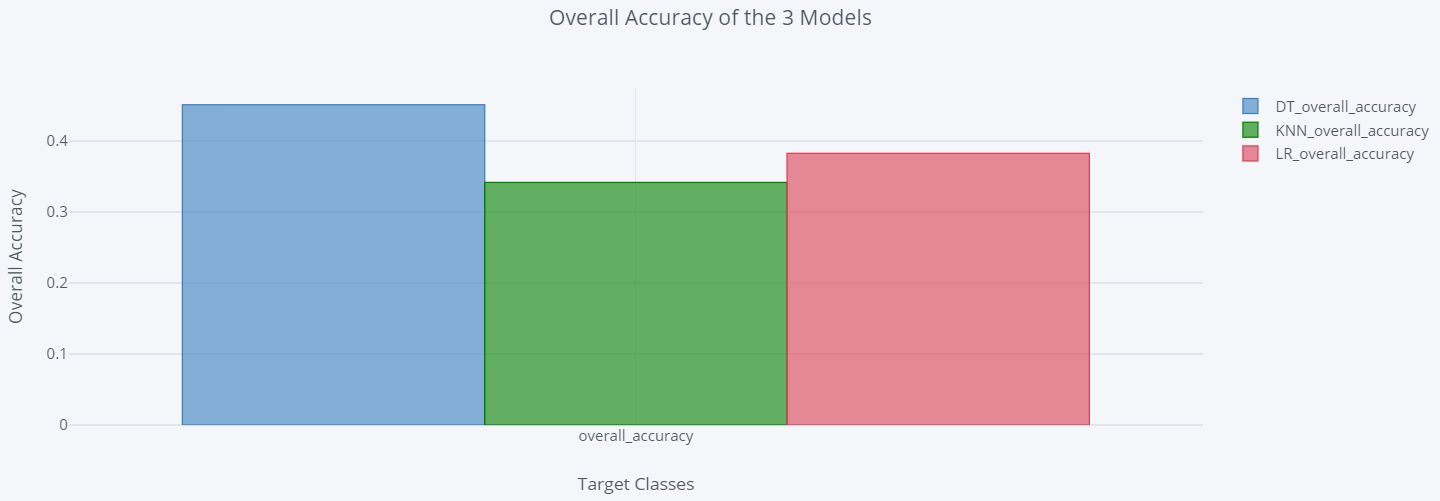 Overall Accuracy of the 3 Models
Overall Accuracy
0.4
0.3
0.2
0.1
0
overall_accuracy
Target Classes
DT_overall_accuracy
KNN_overall_accuracy
LR_overall_accuracy